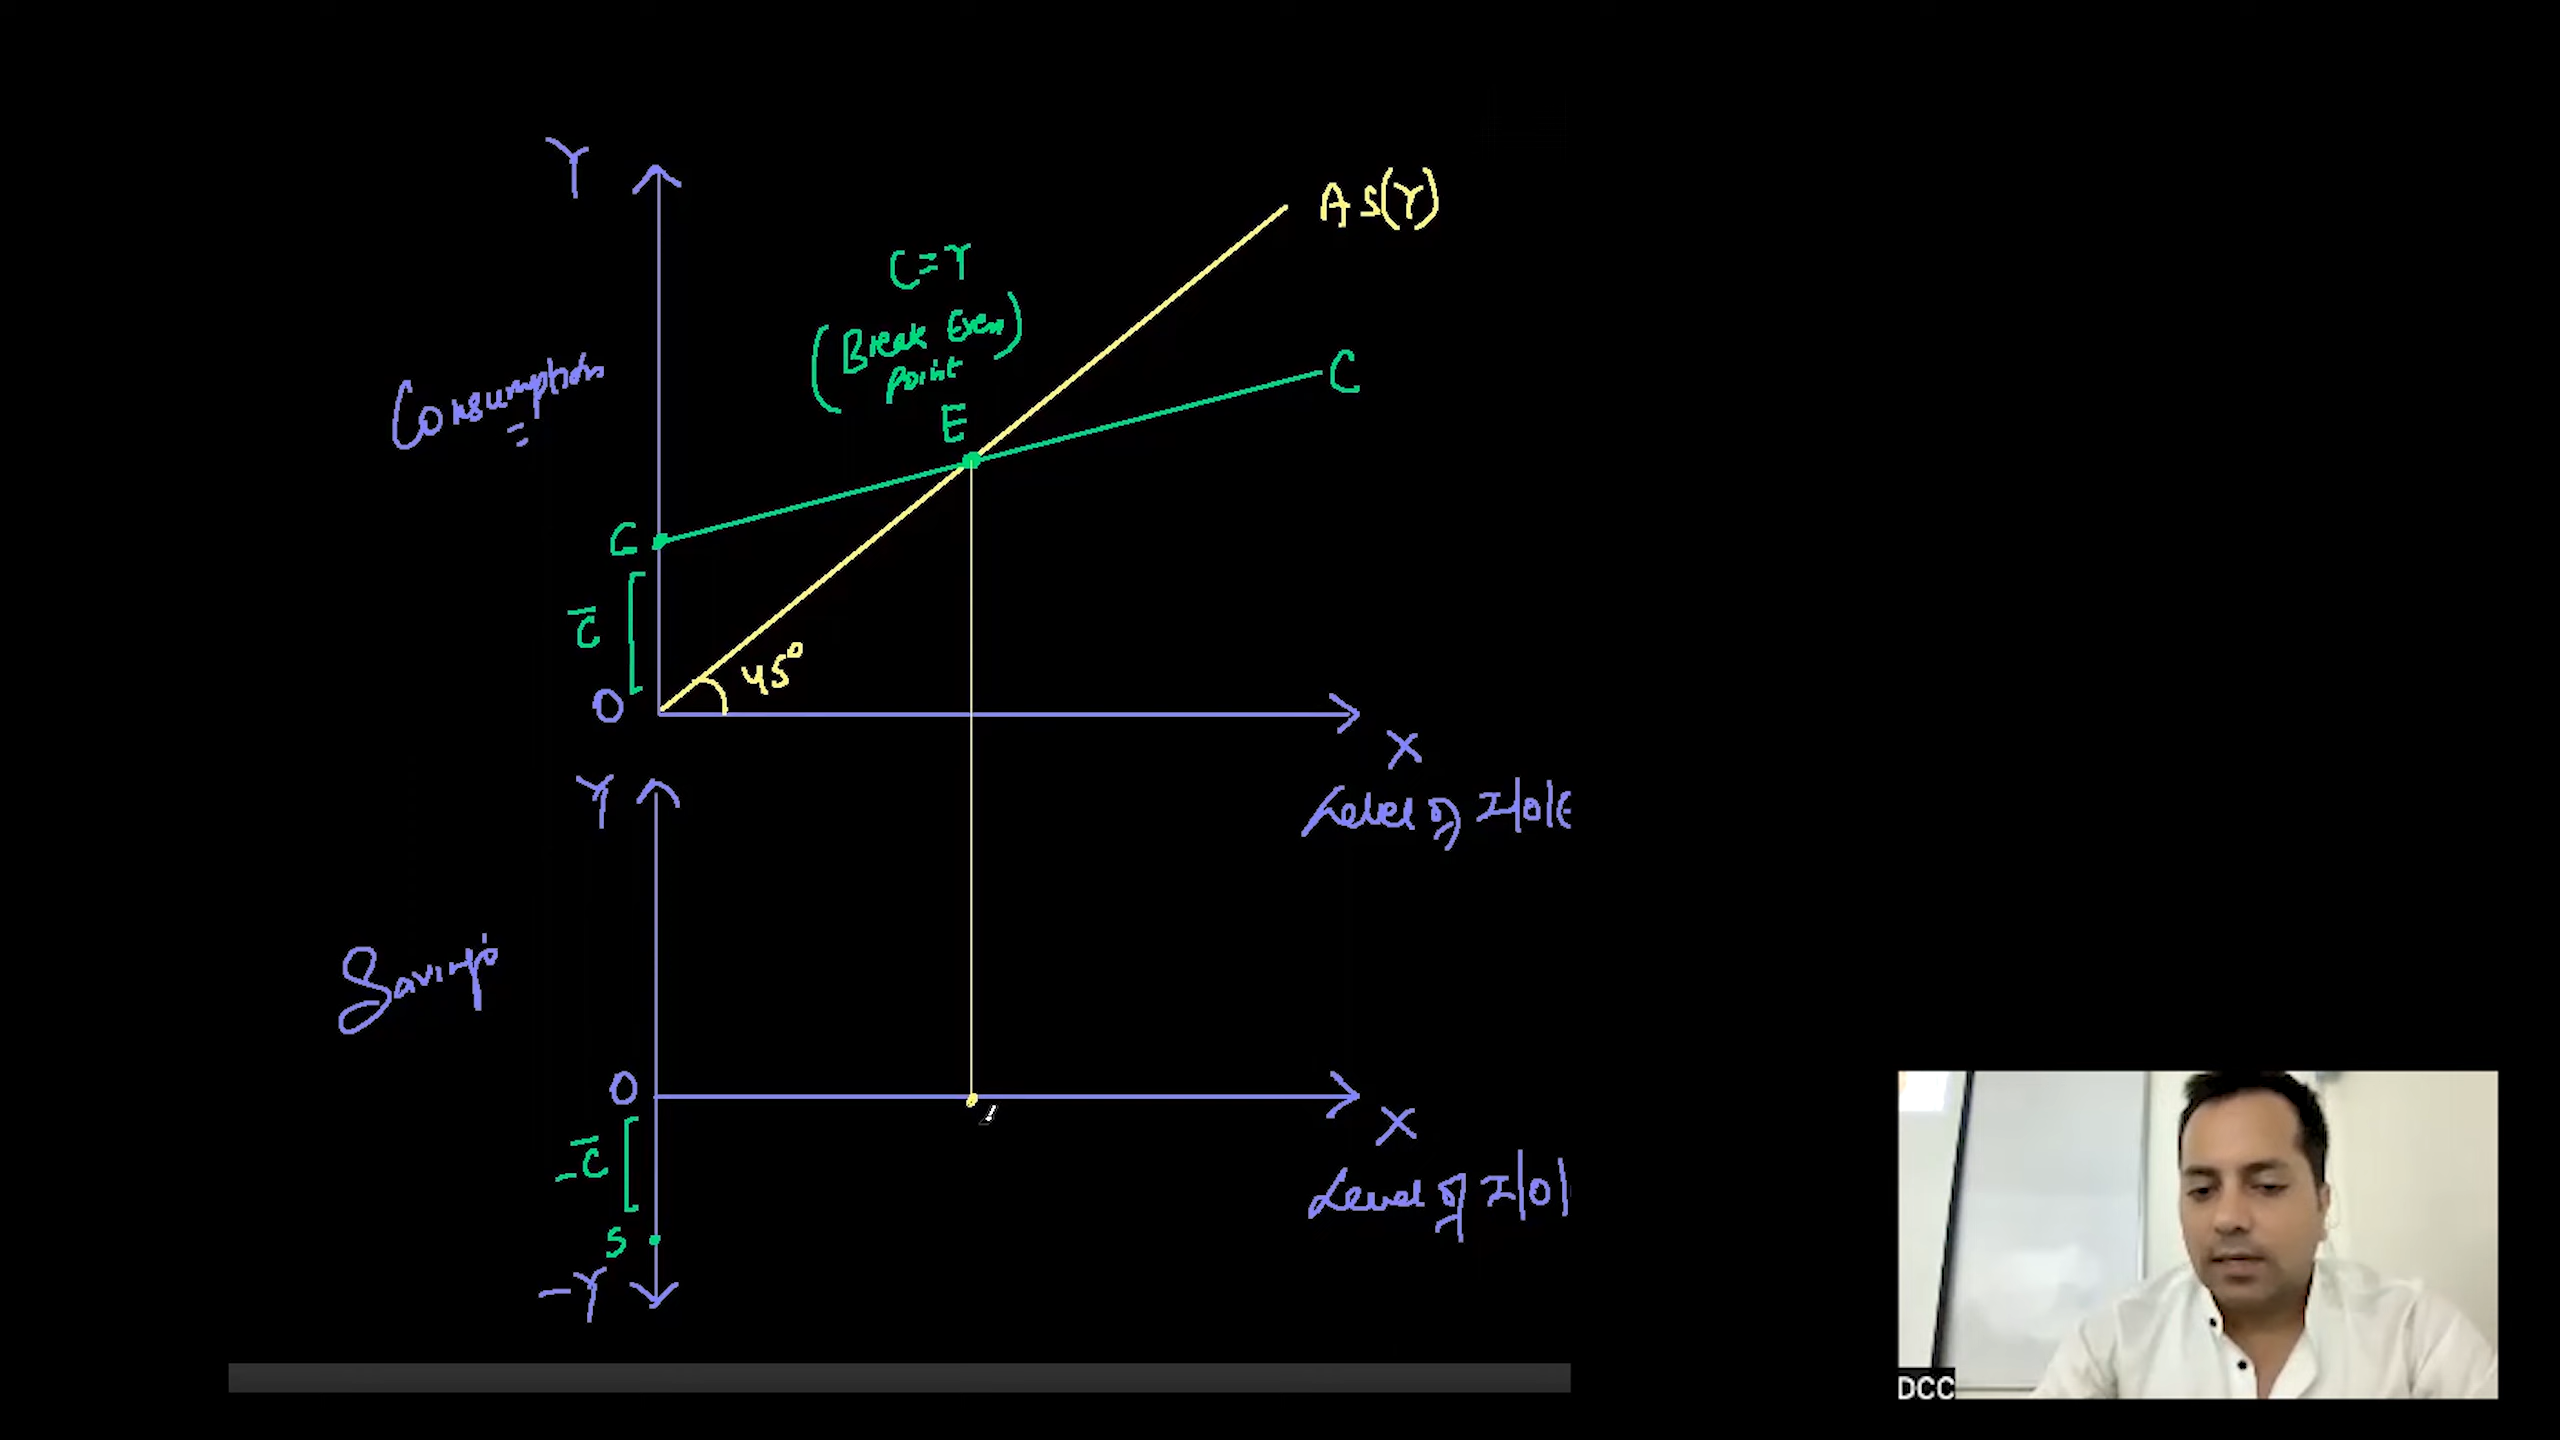 Y
AS(Y)
C=Y
(Break Even
Point)
Consumption
E
C
C
C̄
45°
O
X
Level of I|O|E
Y
Savings
O
X
-C̄
Level of I|O|
S
-Y
DCC